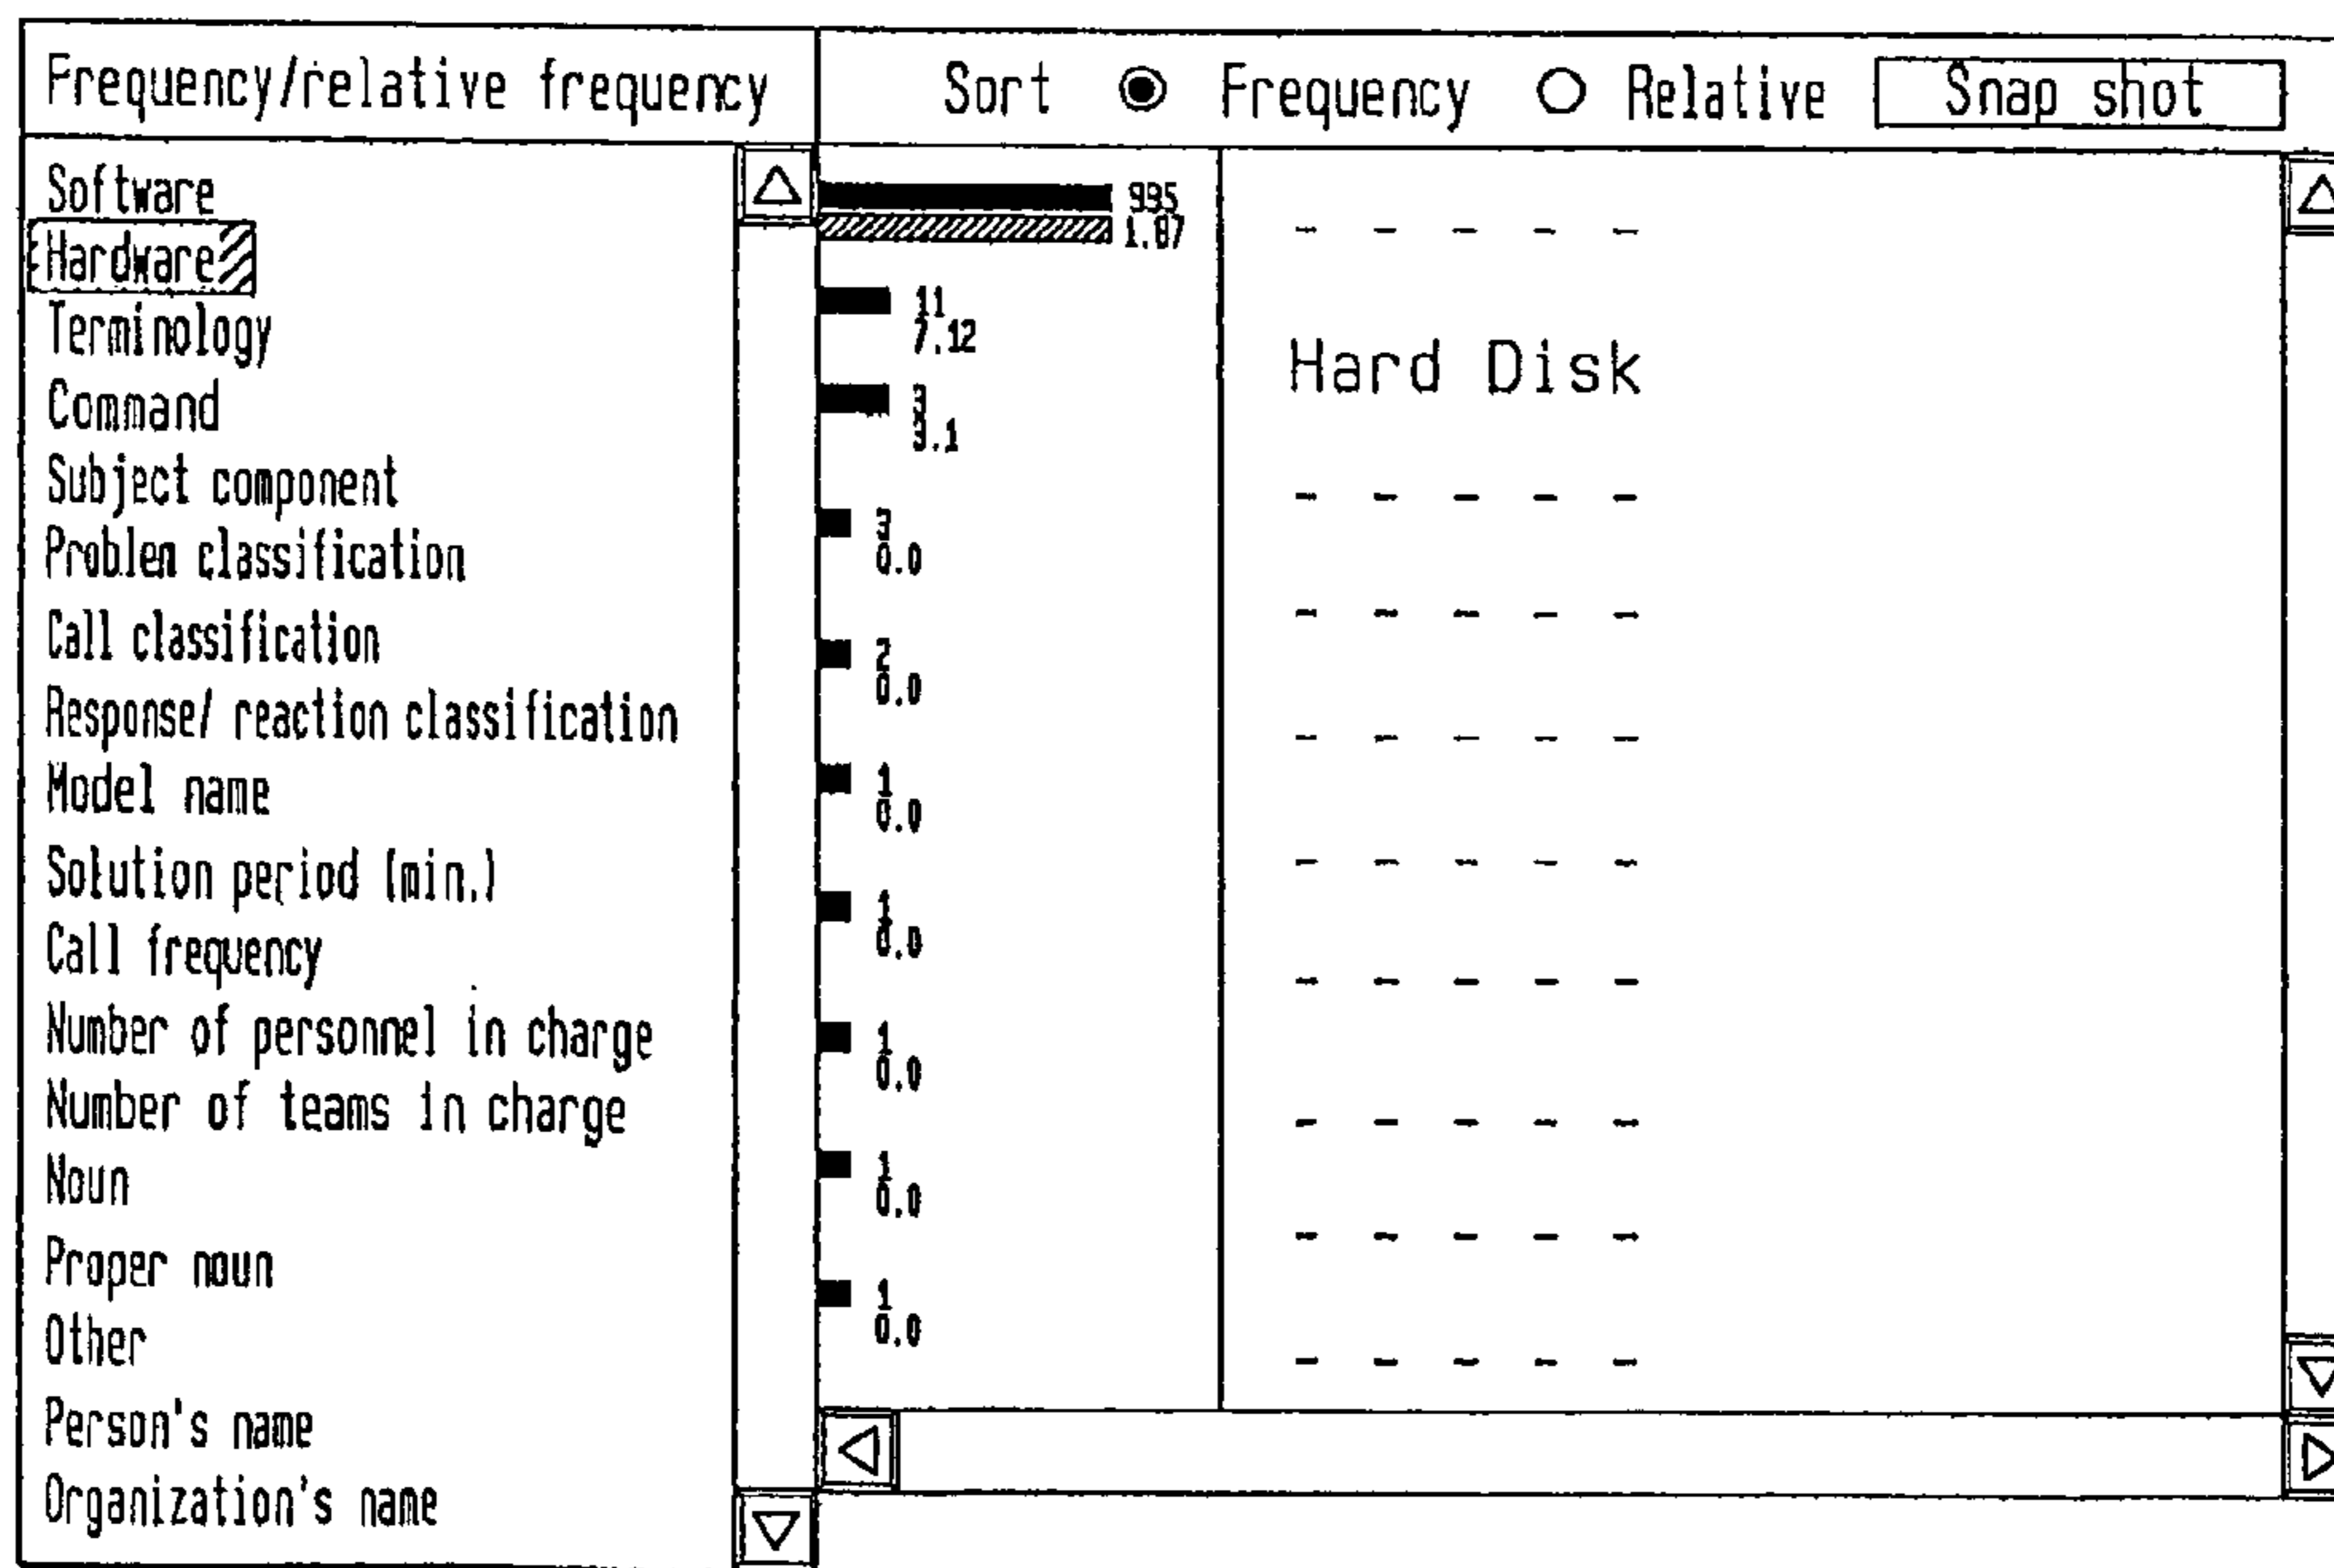 Frequency/relative frequency
Sort Frequency Relative Snap shot
Software
Hardware
Terminology
Command
Subject component
Problem classification
Call classification
Response/ reaction classification
Model name
Solution period (min.)
Call frequency
Number of personnel in charge
Number of teams in charge
Noun
Proper noun
Other
Person's name
Organization's name
995
1.07
11
7.12
3
3.1
3
0.0
2
0.0
1
0.0
1
0.0
1
0.0
1
0.0
1
0.0
- - - - -
Hard Disk
- - - - -
- - - - -
- - - - -
- - - - -
- - - - -
- - - - -
- - - - -
- - - - -